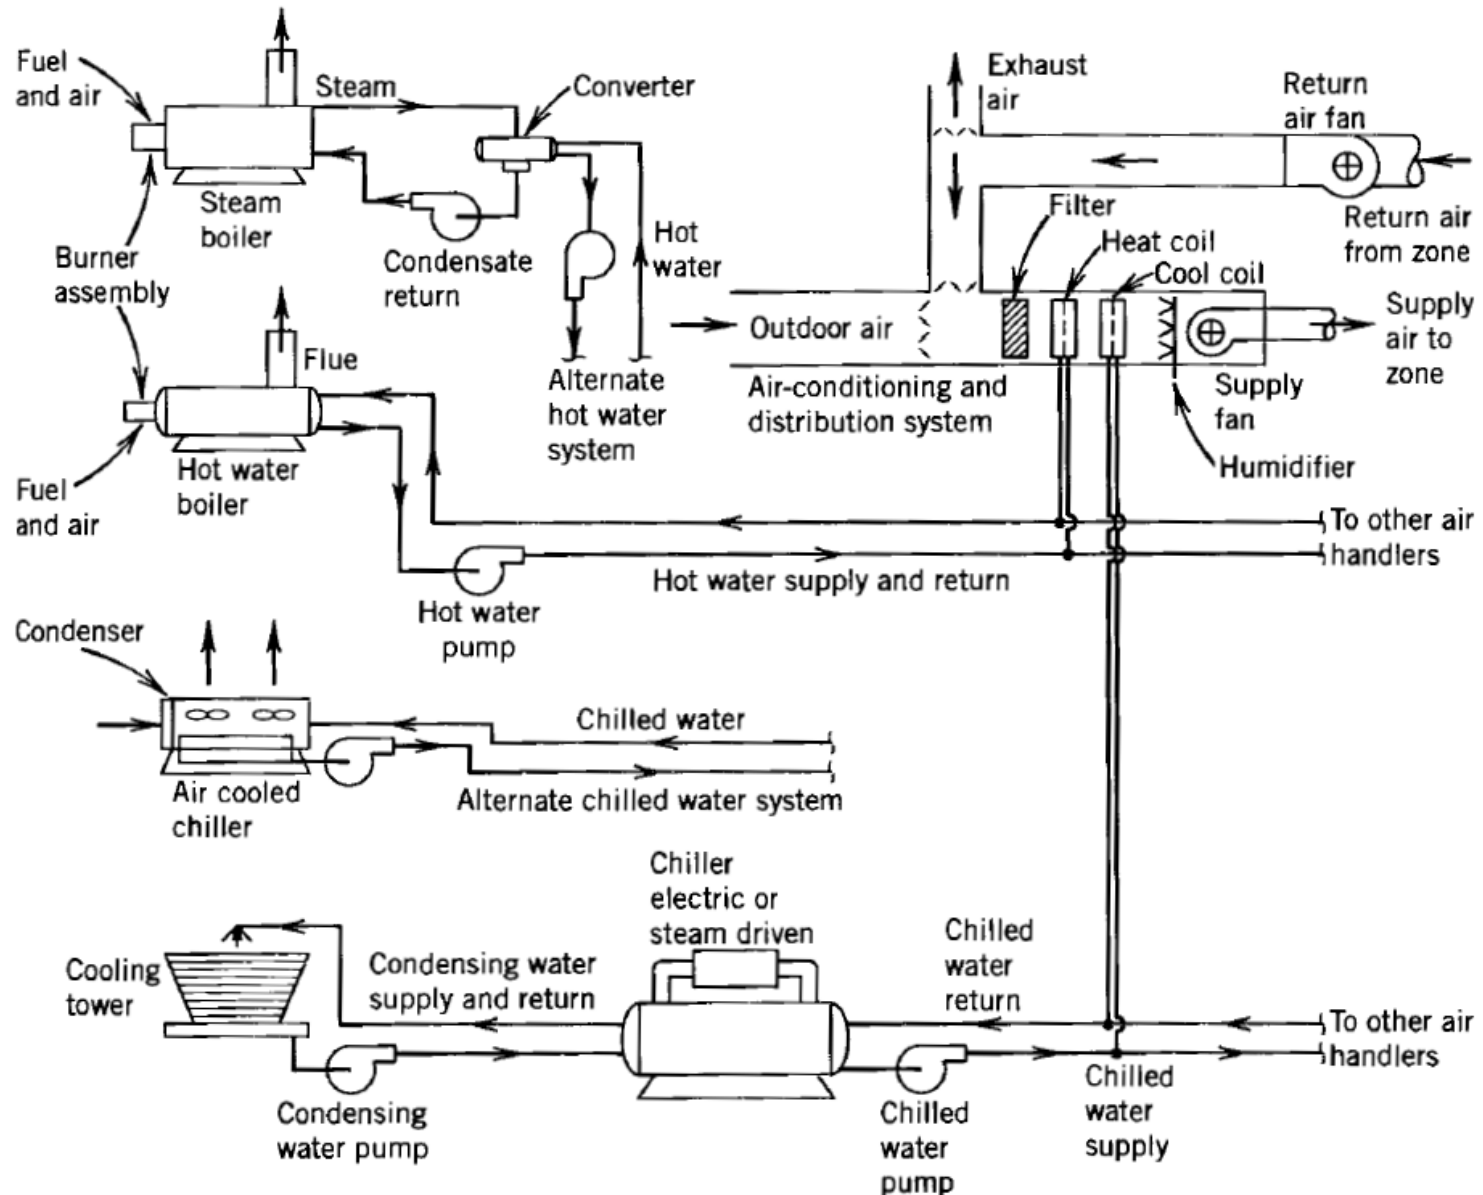 Fuel
and air
Steam
Converter
Steam
boiler
Condensate
return
Hot
water
Burner
assembly
Alternate
hot water
system
Flue
Hot water
boiler
Fuel
and air
Exhaust
air
Return
air fan
Return air
from zone
Filter
Heat coil
Cool coil
Outdoor air
Supply
air to
zone
Supply
fan
Air-conditioning and
distribution system
Humidifier
To other air
handlers
Hot water supply and return
Hot water
pump
Condenser
Chilled water
Alternate chilled water system
Air cooled
chiller
Chiller
electric or
steam driven
Cooling
tower
Condensing water
supply and return
Chilled
water
return
To other air
handlers
Condensing
water pump
Chilled
water
pump
Chilled
water
supply